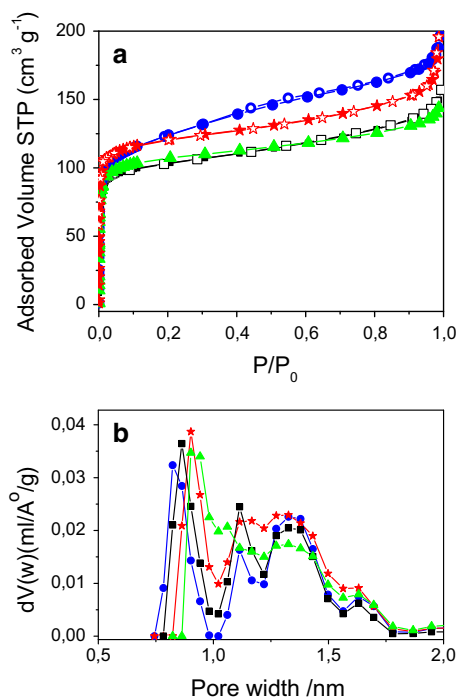 a
Adsorbed Volume STP (cm³ g⁻¹)
200
150
100
50
0
0,0 0,2 0,4 0,6 0,8 1,0
P/P₀
b
dV(w)(ml/A°/g)
0,04
0,03
0,02
0,01
0,00
0,5 1,0 1,5 2,0
Pore width /nm